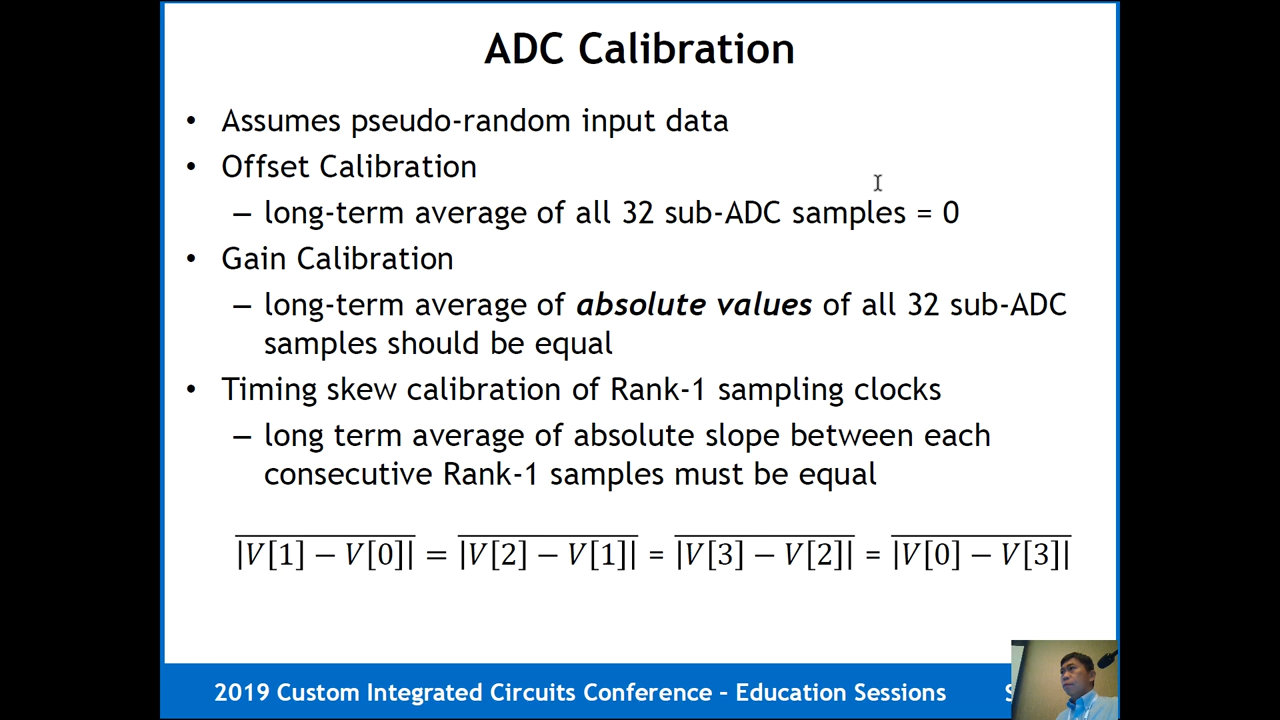 ADC Calibration
• Assumes pseudo-random input data
• Offset Calibration
– long-term average of all 32 sub-ADC samples = 0
• Gain Calibration
– long-term average of absolute values of all 32 sub-ADC
samples should be equal
• Timing skew calibration of Rank-1 sampling clocks
– long term average of absolute slope between each
consecutive Rank-1 samples must be equal
|V[1] − V[0]| = |V[2] − V[1]| = |V[3] − V[2]| = |V[0] − V[3]|
2019 Custom Integrated Circuits Conference – Education Sessions